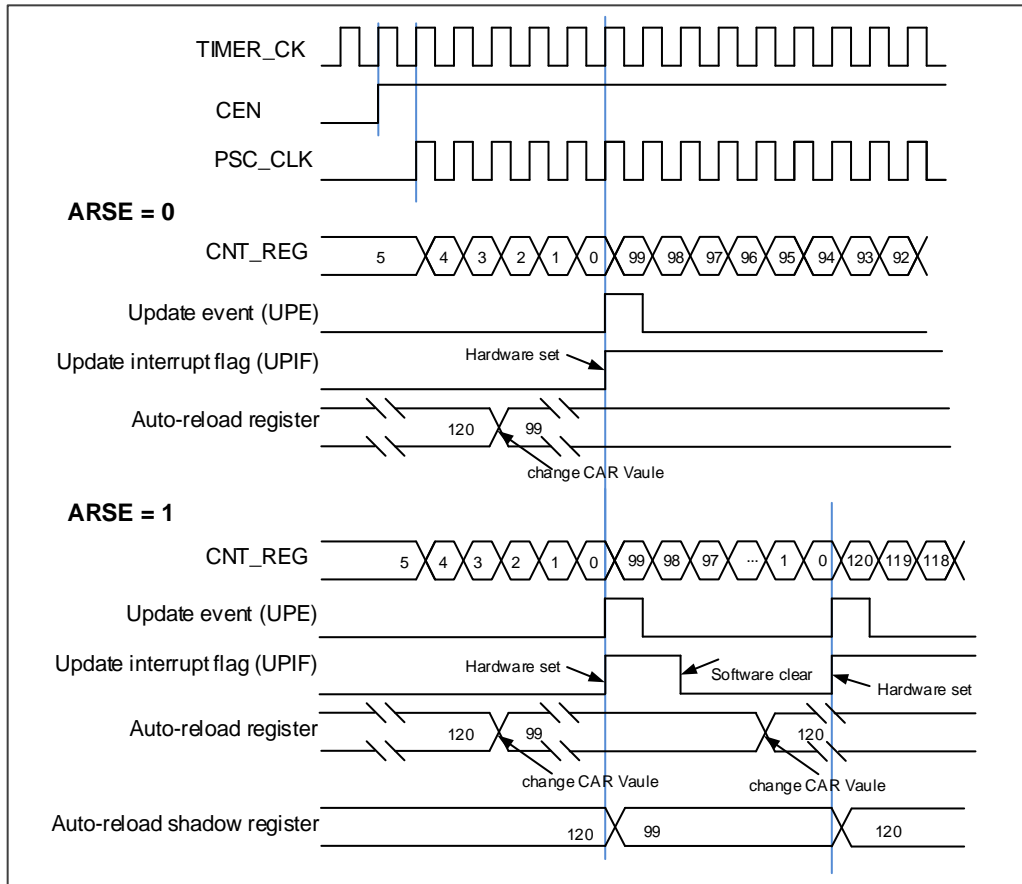 TIMER_CK
CEN
PSC_CLK
ARSE = 0
CNT_REG 5 4 3 2 1 0 99 98 97 96 95 94 93 92
Update event (UPE)
Update interrupt flag (UPIF) Hardware set
Auto-reload register 120 99
change CAR Vaule
ARSE = 1
CNT_REG 5 4 3 2 1 0 99 98 97 ... 1 0 120 119 118
Update event (UPE)
Update interrupt flag (UPIF) Hardware set Software clear Hardware set
Auto-reload register 120 99 120
change CAR Vaule change CAR Vaule
Auto-reload shadow register 120 99 120